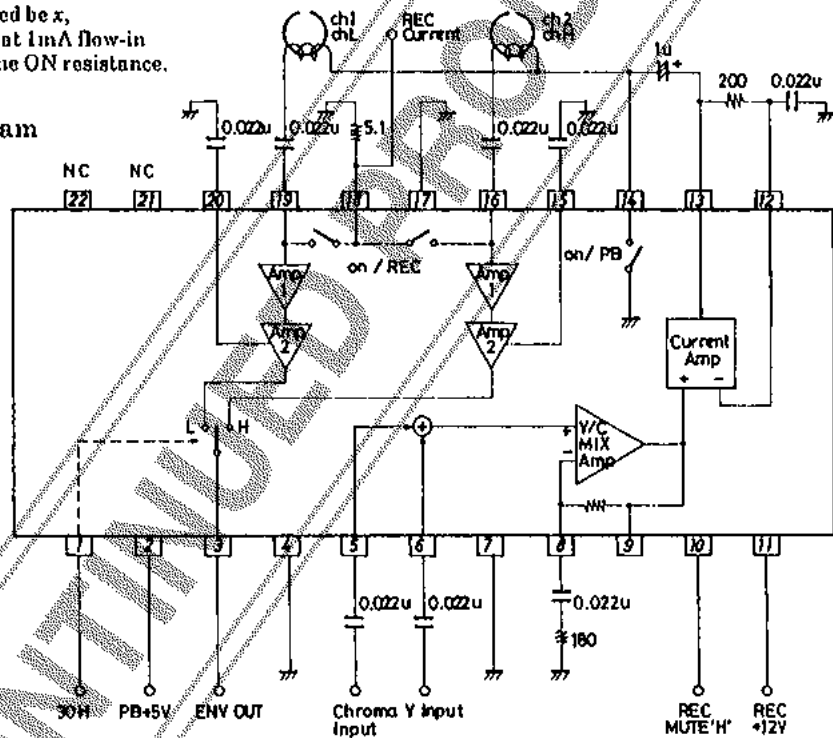 ed be x,
at 1mA flow-in
ne ON resistance.
am
ch1
chL
REC
Current
ch2
chH
1u +
200
0.022u
0.022u
0.022u
5.1
0.022u
0.022u
NC
NC
22
21
20
19
18
17
16
15
14
13
12
on / REC
on / PB
Amp
1
Amp
1
Amp
2
Amp
2
Current
Amp
+ -
L
H
+
+
-
Y/C
MIX
Amp
1
2
3
4
5
6
7
8
9
10
11
0.022u
0.022u
0.022u
180
30H
PB+5V
ENV OUT
Chroma
Input
Y Input
REC
MUTE 'H'
REC
+12V
NTINUED PRO